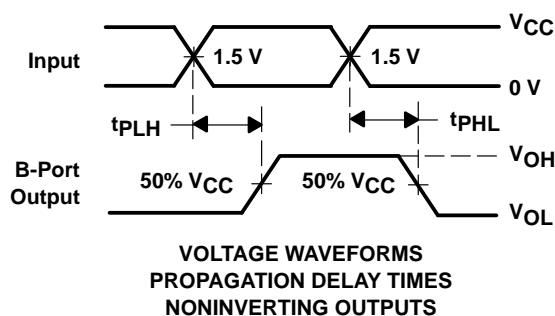 VCC
Input
1.5 V
1.5 V
0 V
tPLH
tPHL
B-Port
Output
50% VCC
50% VCC
VOH
VOL
VOLTAGE WAVEFORMS
PROPAGATION DELAY TIMES
NONINVERTING OUTPUTS